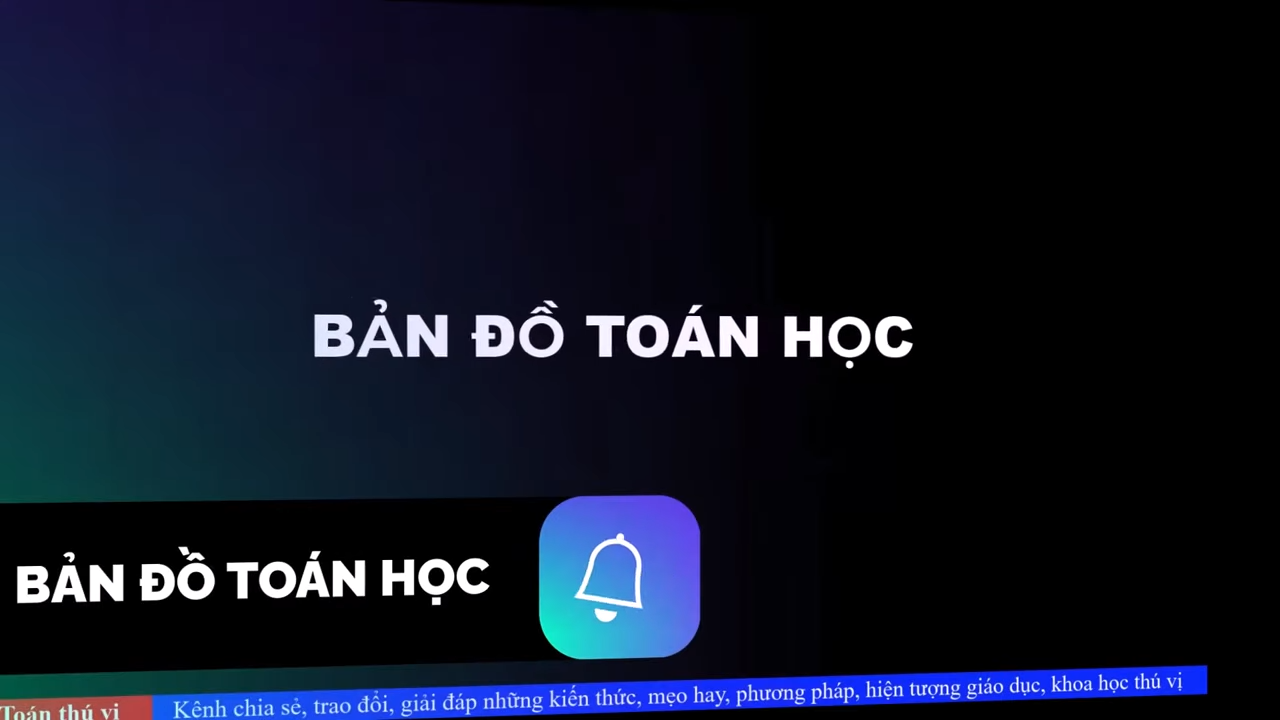 BẢN ĐỒ TOÁN HỌC
BẢN ĐỒ TOÁN HỌC
Toán thú vị
Kênh chia sẻ, trao đổi, giải đáp những kiến thức, mẹo hay, phương pháp, hiện tượng giáo dục, khoa học thú vị